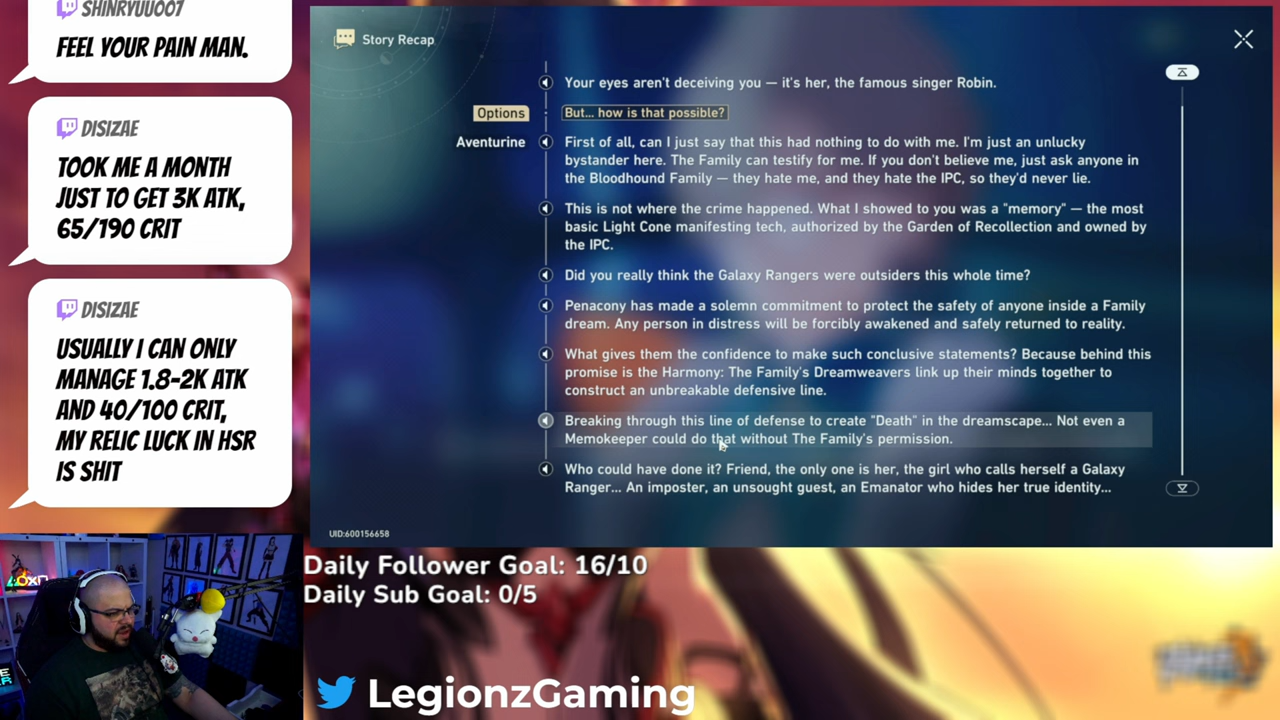 SHINRYUU007
FEEL YOUR PAIN MAN.
DISIZAE
TOOK ME A MONTH
JUST TO GET 3K ATK,
65/190 CRIT
DISIZAE
USUALLY I CAN ONLY
MANAGE 1.8-2K ATK
AND 40/100 CRIT,
MY RELIC LUCK IN HSR
IS SHIT
Story Recap
Your eyes aren't deceiving you — it's her, the famous singer Robin.
Options
But... how is that possible?
Aventurine
First of all, can I just say that this had nothing to do with me. I'm just an unlucky
bystander here. The Family can testify for me. If you don't believe me, just ask anyone in
the Bloodhound Family — they hate me, and they hate the IPC, so they'd never lie.
This is not where the crime happened. What I showed to you was a "memory" — the most
basic Light Cone manifesting tech, authorized by the Garden of Recollection and owned by
the IPC.
Did you really think the Galaxy Rangers were outsiders this whole time?
Penacony has made a solemn commitment to protect the safety of anyone inside a Family
dream. Any person in distress will be forcibly awakened and safely returned to reality.
What gives them the confidence to make such conclusive statements? Because behind this
promise is the Harmony: The Family's Dreamweavers link up their minds together to
construct an unbreakable defensive line.
Breaking through this line of defense to create "Death" in the dreamscape... Not even a
Memokeeper could do that without The Family's permission.
Who could have done it? Friend, the only one is her, the girl who calls herself a Galaxy
Ranger... An imposter, an unsought guest, an Emanator who hides her true identity...
UID:600156658
Daily Follower Goal: 16/10
Daily Sub Goal: 0/5
LegionzGaming